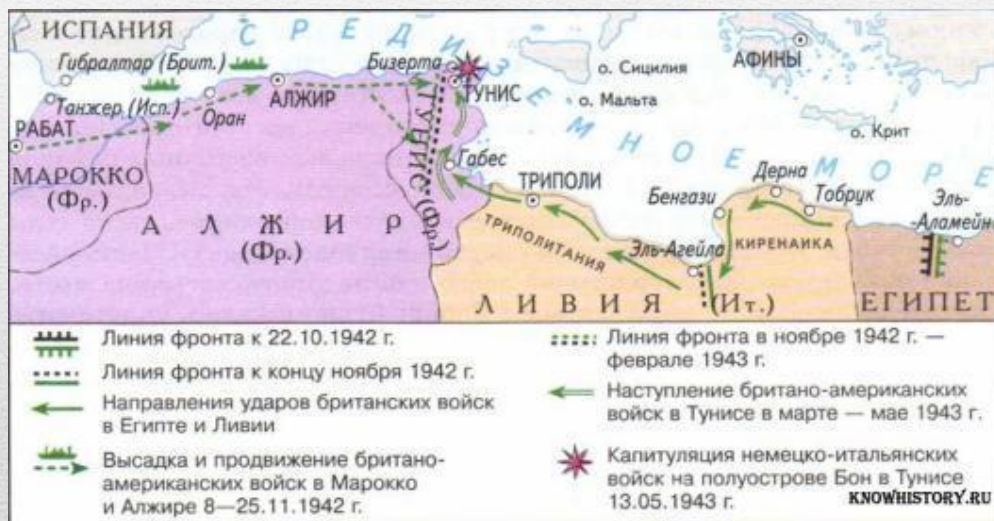 ИСПАНИЯ
Гибралтар (Брит.)
Танжер (Исп.)
РАБАТ
МАРОККО
(Фр.)
Оран
АЛЖИР
АЛЖИР
(Фр.)
Бизерта
ТУНИС
ТУНИС (Фр.)
Габес
СРЕДИЗЕМНОЕ МОРЕ
о. Сицилия
о. Мальта
АФИНЫ
о. Крит
ТРИПОЛИ
ТРИПОЛИТАНИЯ
Бенгази
Дерна
Тобрук
Эль-Агейла
КИРЕНАИКА
Эль-
-Аламейн
ЛИВИЯ (Ит.)
ЕГИПЕТ
Линия фронта к 22.10.1942 г.
Линия фронта к концу ноября 1942 г.
Направления ударов британских войск
в Египте и Ливии
Высадка и продвижение британо-
американских войск в Марокко
и Алжире 8—25.11.1942 г.
Линия фронта в ноябре 1942 г. —
феврале 1943 г.
Наступление британо-американских
войск в Тунисе в марте — мае 1943 г.
Капитуляция немецко-итальянских
войск на полуострове Бон в Тунисе
13.05.1943 г.
KNOWHISTORY.RU